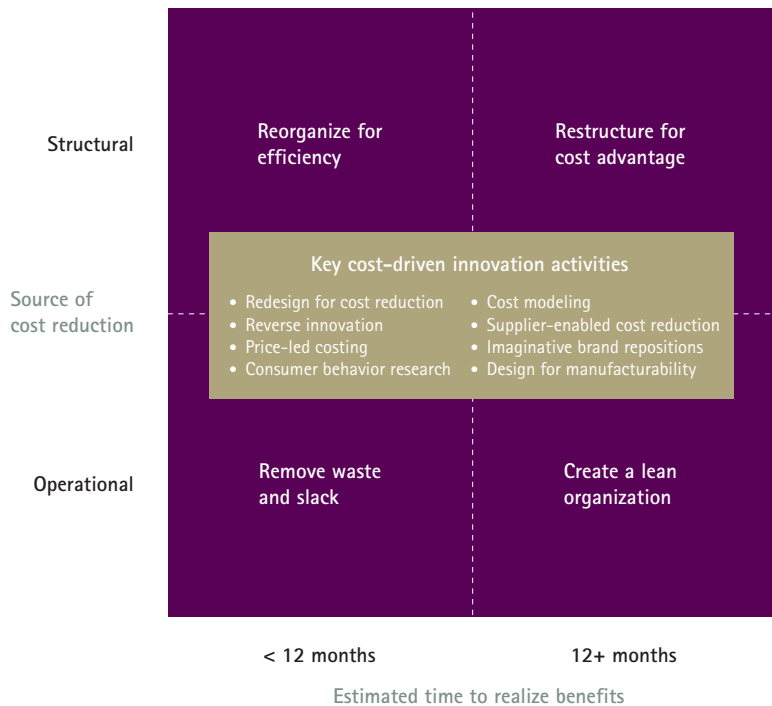 Structural
Reorganize for
efficiency
Restructure for
cost advantage
Source of
cost reduction
Key cost-driven innovation activities
• Redesign for cost reduction
• Reverse innovation
• Price-led costing
• Consumer behavior research
• Cost modeling
• Supplier-enabled cost reduction
• Imaginative brand repositions
• Design for manufacturability
Operational
Remove waste
and slack
Create a lean
organization
< 12 months
12+ months
Estimated time to realize benefits